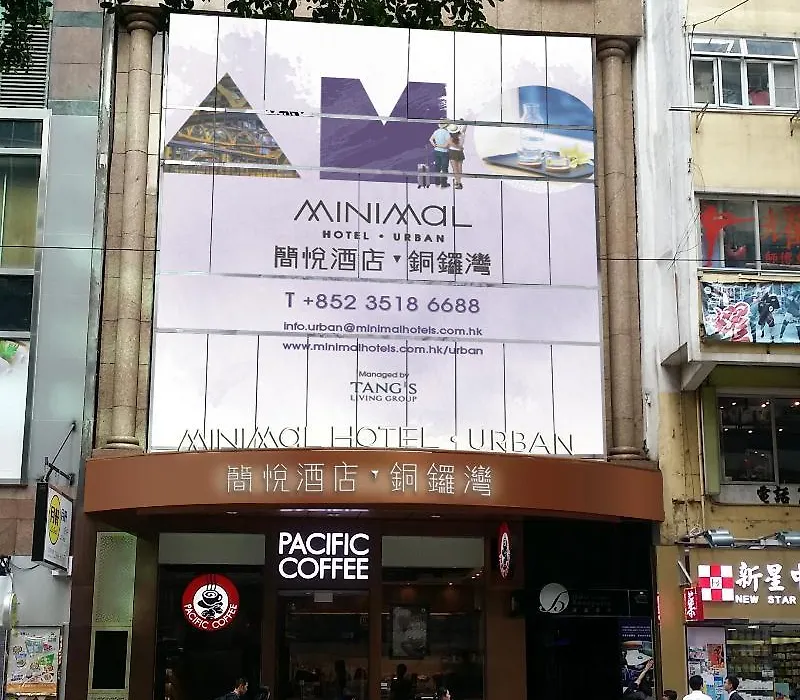 M
MINIMAL
HOTEL • URBAN
簡悅酒店 ▾ 銅鑼灣
T +852 3518 6688
info.urban@minimalhotels.com.hk
www.minimalhotels.com.hk/urban
Managed by
TANG'S
LIVING GROUP
MINIMAL HOTEL • URBAN
簡悅酒店 ▾ 銅鑼灣
PACIFIC
COFFEE
PACIFIC COFFEE
電話
新星
NEW STAR